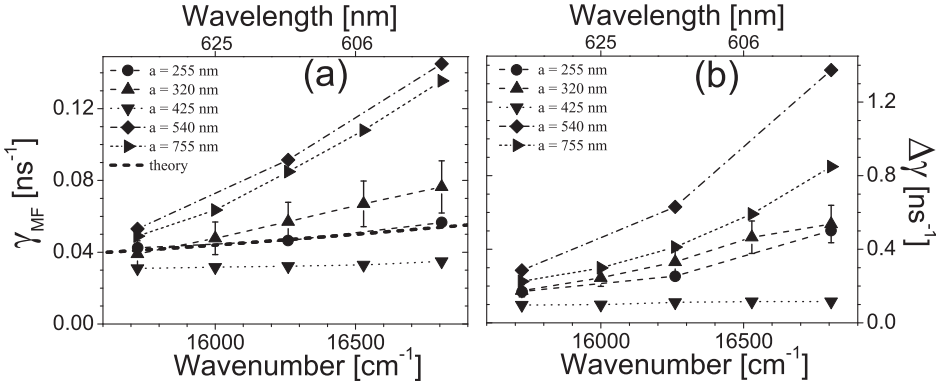 Wavelength [nm]
625
606
(a)
a = 255 nm
a = 320 nm
a = 425 nm
a = 540 nm
a = 755 nm
theory
0.12
0.08
0.04
0.00
γMF [ns-1]
16000
16500
Wavenumber [cm-1]
Wavelength [nm]
625
606
(b)
a = 255 nm
a = 320 nm
a = 425 nm
a = 540 nm
a = 755 nm
1.2
0.8
0.4
0.0
Δγ [ns-1]
16000
16500
Wavenumber [cm-1]